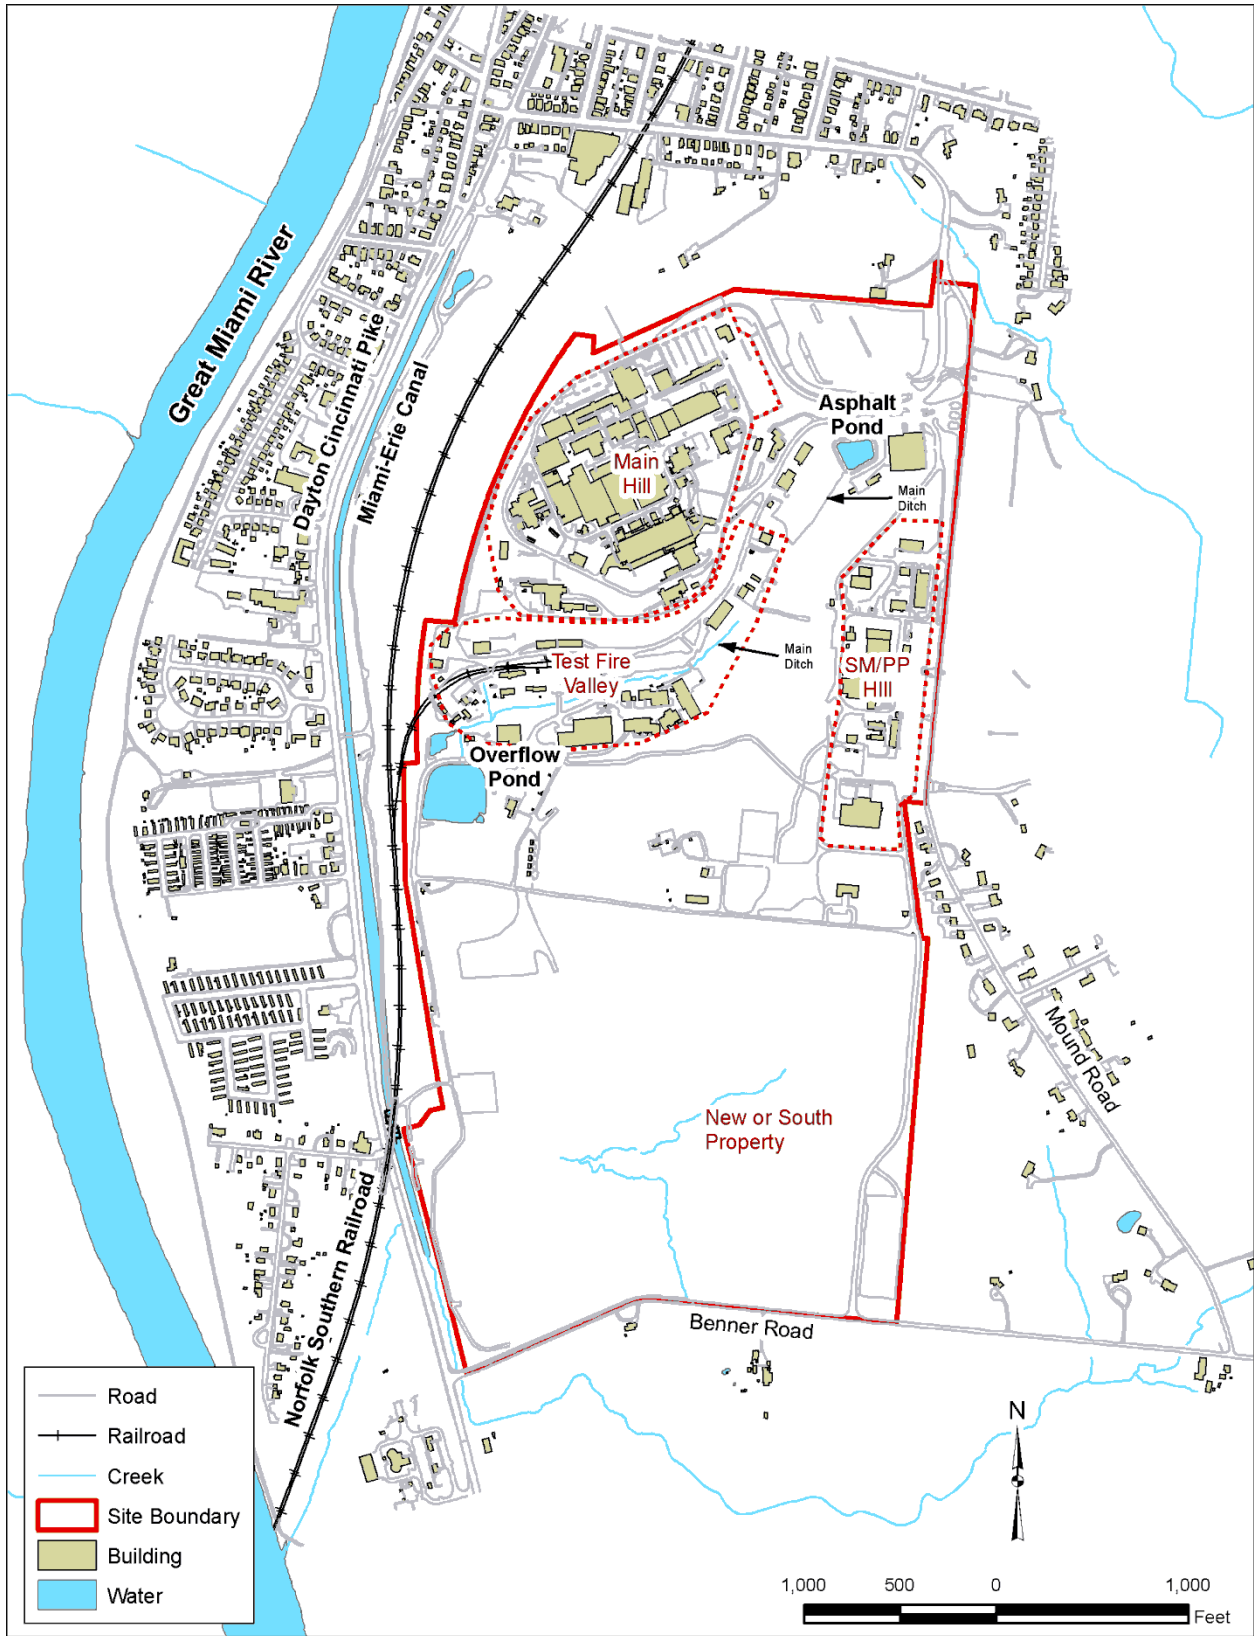 Great Miami River
Dayton Cincinnati Pike
Miami-Erie Canal
Asphalt
Pond
Main
Hill
Main
Ditch
Test Fire
Valley
Main
Ditch
SM/PP
Hill
Overflow
Pond
Mound Road
New or South
Property
Norfolk Southern Railroad
Benner Road
Road
Railroad
Creek
Site Boundary
Building
Water
N
1,000 500 0 1,000
Feet